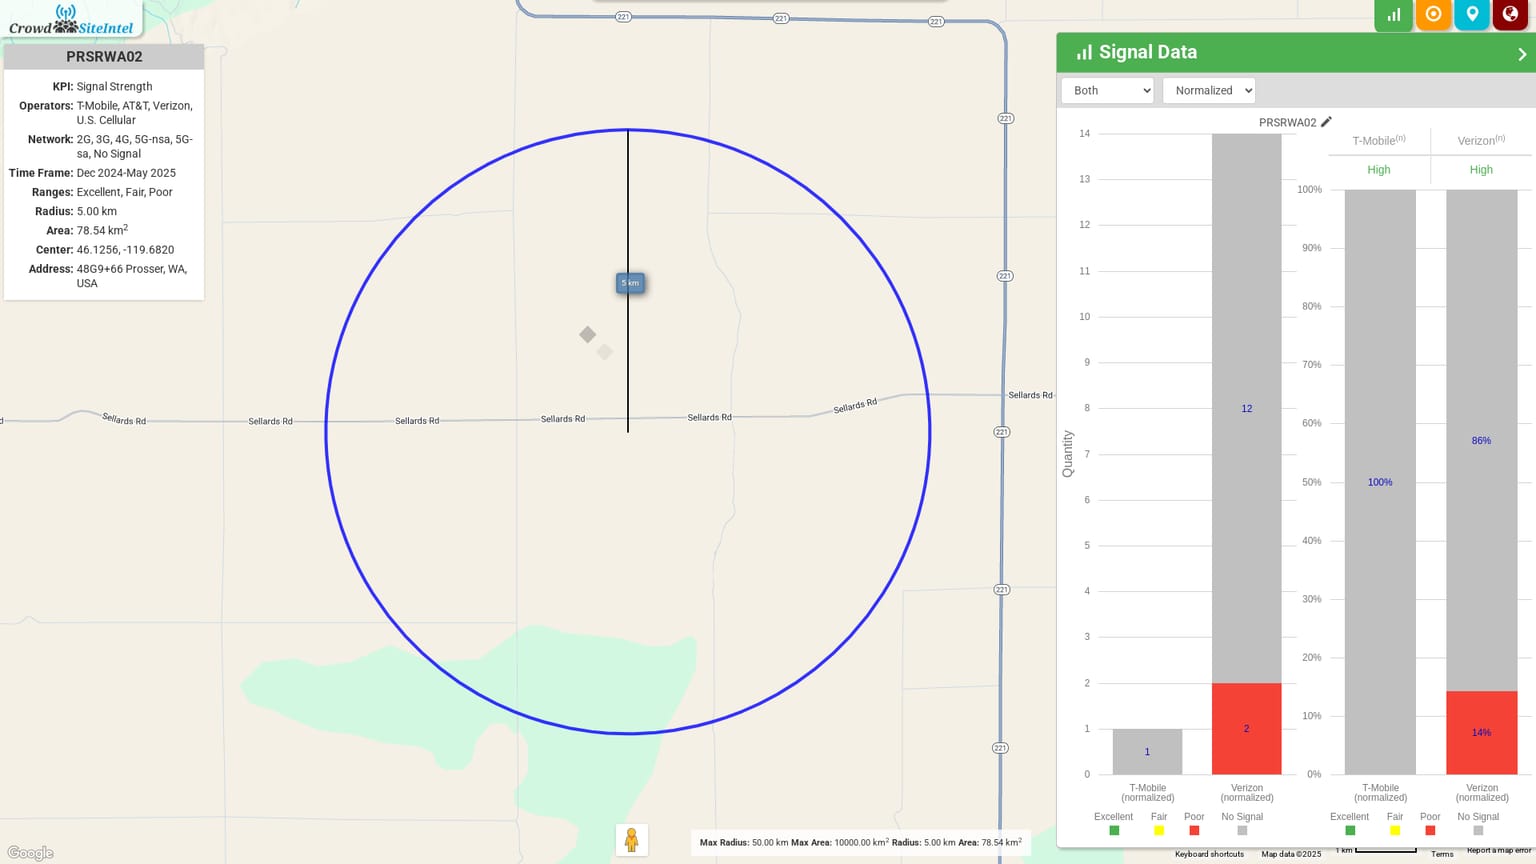 Crowd SiteIntel
PRSRWA02
KPI: Signal Strength
Operators: T-Mobile, AT&T, Verizon,
U.S. Cellular
Network: 2G, 3G, 4G, 5G-nsa, 5G-
sa, No Signal
Time Frame: Dec 2024-May 2025
Ranges: Excellent, Fair, Poor
Radius: 5.00 km
Area: 78.54 km2
Center: 46.1256, -119.6820
Address: 48G9+66 Prosser, WA,
USA
221
221
221
221
221
221
221
221
5 km
Sellards Rd
Sellards Rd
Sellards Rd
Sellards Rd
Sellards Rd
Sellards Rd
Sellards Rd
Signal Data
Both
Normalized
PRSRWA02
Quantity
14
13
12
11
10
9
8
7
6
5
4
3
2
1
0
1
12
2
T-Mobile
(normalized)
Verizon
(normalized)
Excellent
Fair
Poor
No Signal
T-Mobile(n)
Verizon(n)
High
High
100%
90%
80%
70%
60%
50%
40%
30%
20%
10%
0%
100%
86%
14%
T-Mobile
(normalized)
Verizon
(normalized)
Excellent
Fair
Poor
No Signal
Google
Max Radius: 50.00 km Max Area: 10000.00 km2 Radius: 5.00 km Area: 78.54 km2
Keyboard shortcuts
Map data ©2025
1 km
Terms
Report a map error